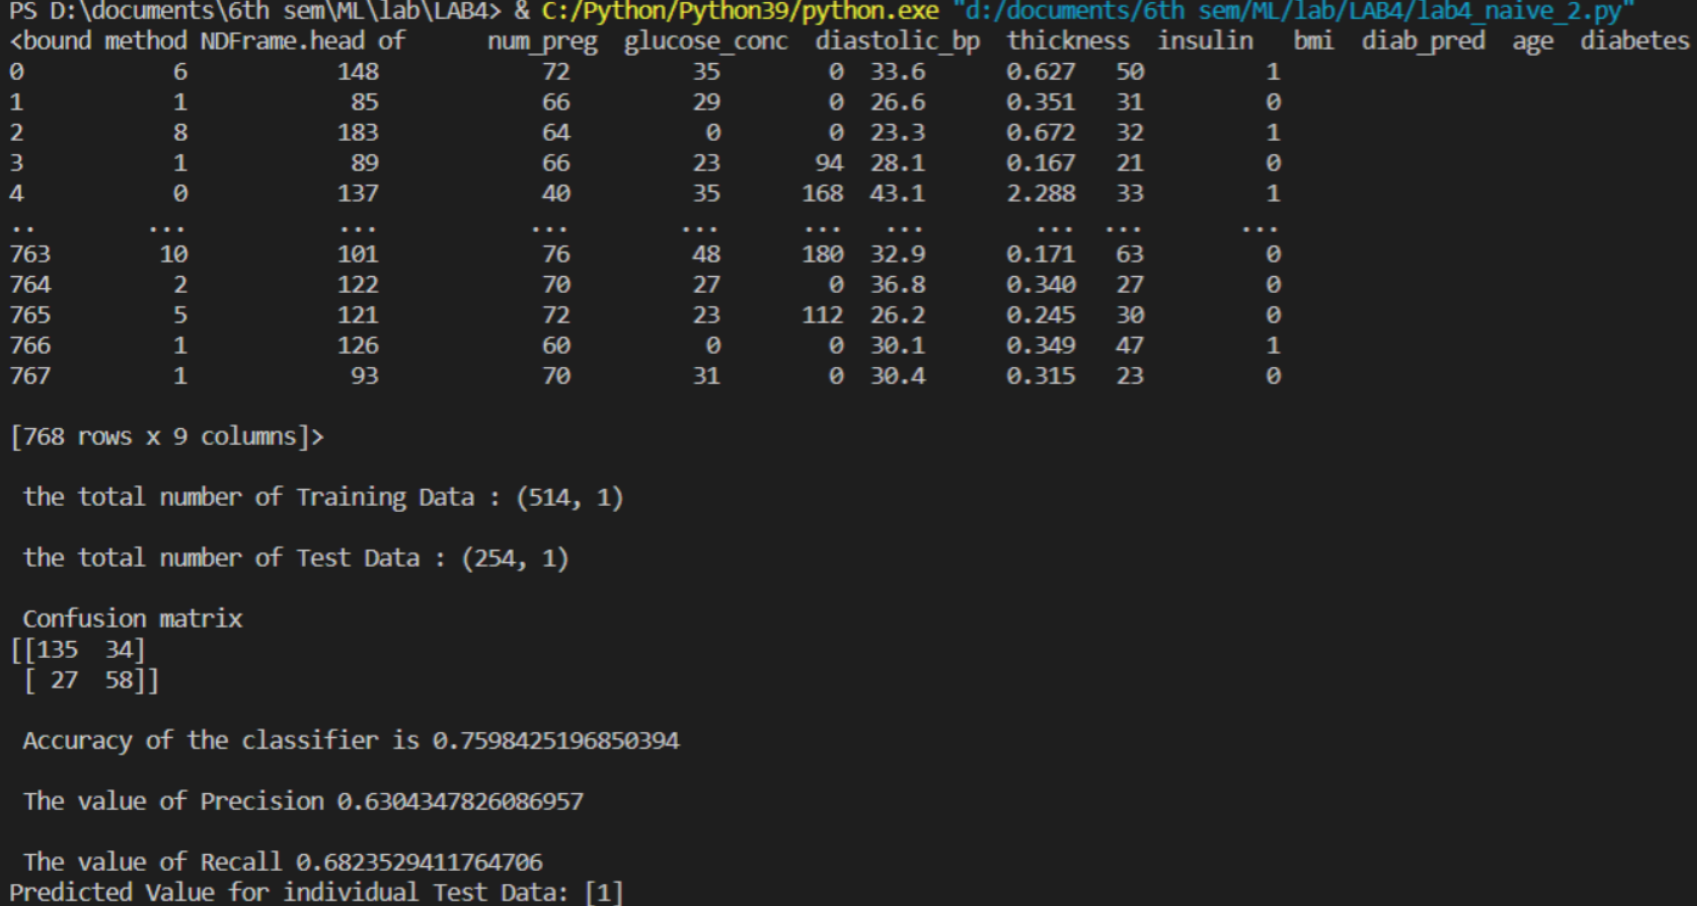 PS D:\documents\6th sem\ML\lab\LAB4> & C:/Python/Python39/python.exe "d:/documents/6th sem/ML/lab/LAB4/lab4_naive_2.py"
<bound method NDFrame.head of      num_preg  glucose_conc  diastolic_bp  thickness  insulin   bmi  diab_pred  age  diabetes
0           6           148            72         35        0  33.6      0.627   50         1
1           1            85            66         29        0  26.6      0.351   31         0
2           8           183            64          0        0  23.3      0.672   32         1
3           1            89            66         23       94  28.1      0.167   21         0
4           0           137            40         35      168  43.1      2.288   33         1
..        ...           ...           ...        ...      ...   ...        ...  ...       ...
763        10           101            76         48      180  32.9      0.171   63         0
764         2           122            70         27        0  36.8      0.340   27         0
765         5           121            72         23      112  26.2      0.245   30         0
766         1           126            60          0        0  30.1      0.349   47         1
767         1            93            70         31        0  30.4      0.315   23         0
[768 rows x 9 columns]>
the total number of Training Data : (514, 1)
the total number of Test Data : (254, 1)
Confusion matrix
[[135  34]
[ 27  58]]
Accuracy of the classifier is 0.7598425196850394
The value of Precision 0.6304347826086957
The value of Recall 0.6823529411764706
Predicted Value for individual Test Data: [1]